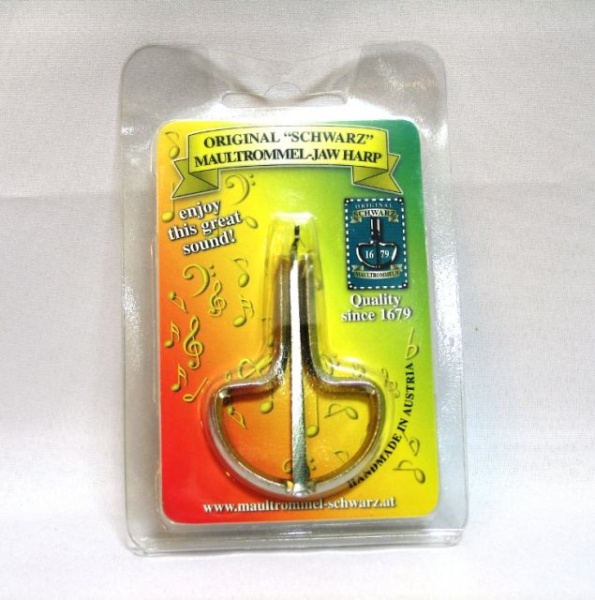 ORIGINAL “SCHWARZ”
MAULTROMMEL-JAW HARP
enjoy
this great
sound!
ORIGINAL
SCHWARZ
16 79
MAULTROMMELN
Quality
since 1679
HANDMADE IN AUSTRIA
www.maultrommel-schwarz.at